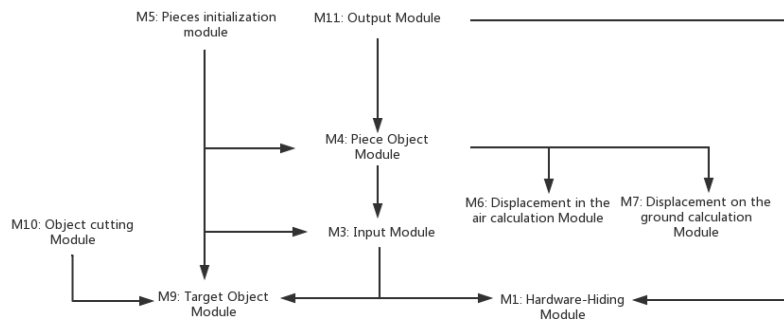 M5: Pieces initialization
module
M11: Output Module
M4: Piece Object
Module
M6: Displacement in the
air calculation Module
M7: Displacement on the
ground calculation
Module
M10: Object cutting
Module
M3: Input Module
M9: Target Object
Module
M1: Hardware-Hiding
Module